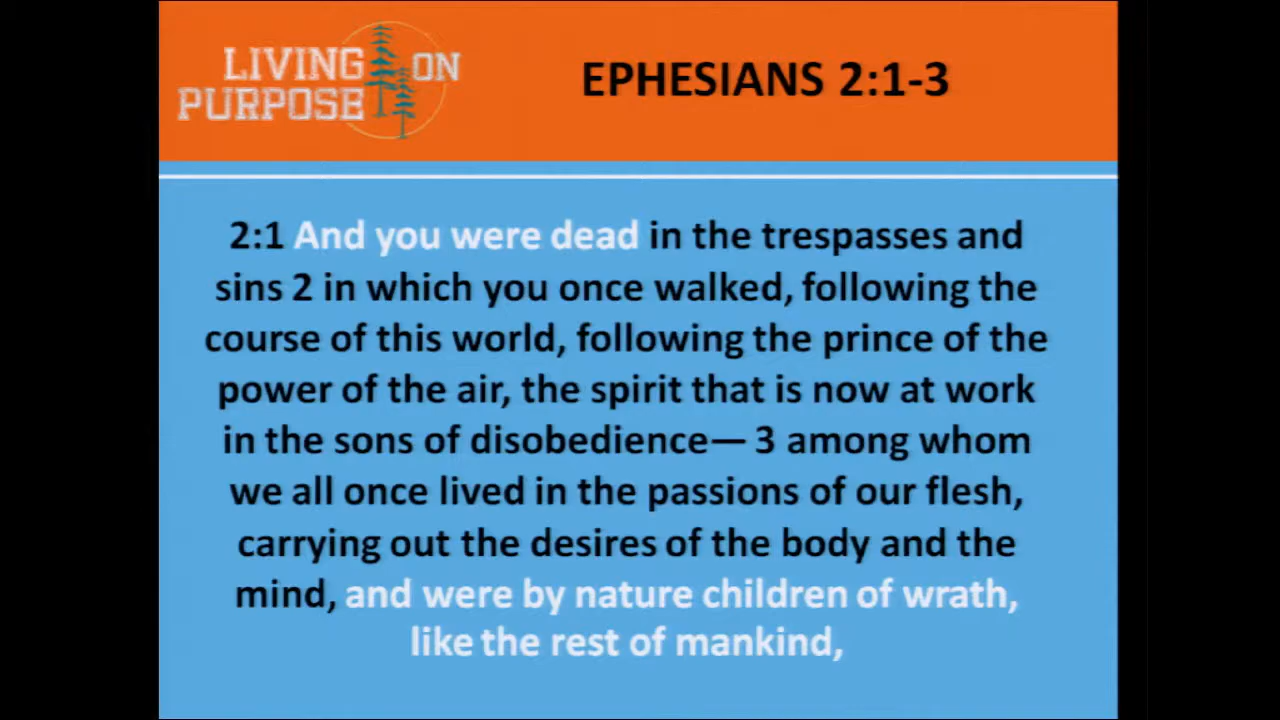 LIVING ON
PURPOSE
EPHESIANS 2:1-3
2:1 And you were dead in the trespasses and
sins 2 in which you once walked, following the
course of this world, following the prince of the
power of the air, the spirit that is now at work
in the sons of disobedience— 3 among whom
we all once lived in the passions of our flesh,
carrying out the desires of the body and the
mind, and were by nature children of wrath,
like the rest of mankind,